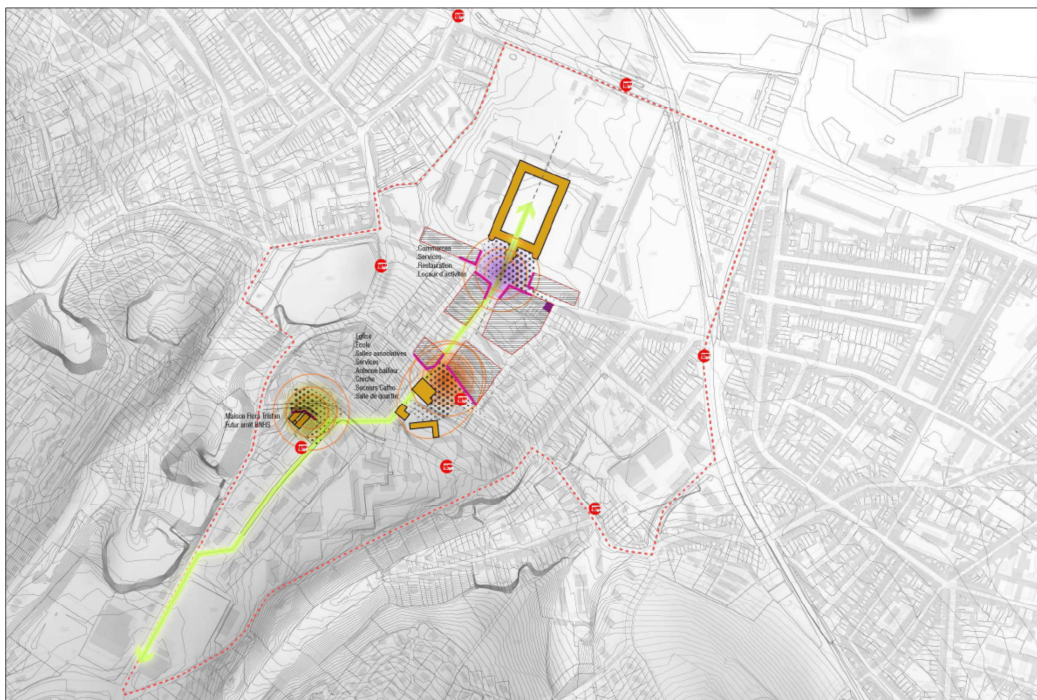 Commerces
Services
Restauration
Locaux d'activités
Eglise
Ecole
Salles associatives
Services
Antenne bailleur
Crèche
Secours Catho
Salle de quartier
Maison Flora Tristan
Futur arrêt BNHS